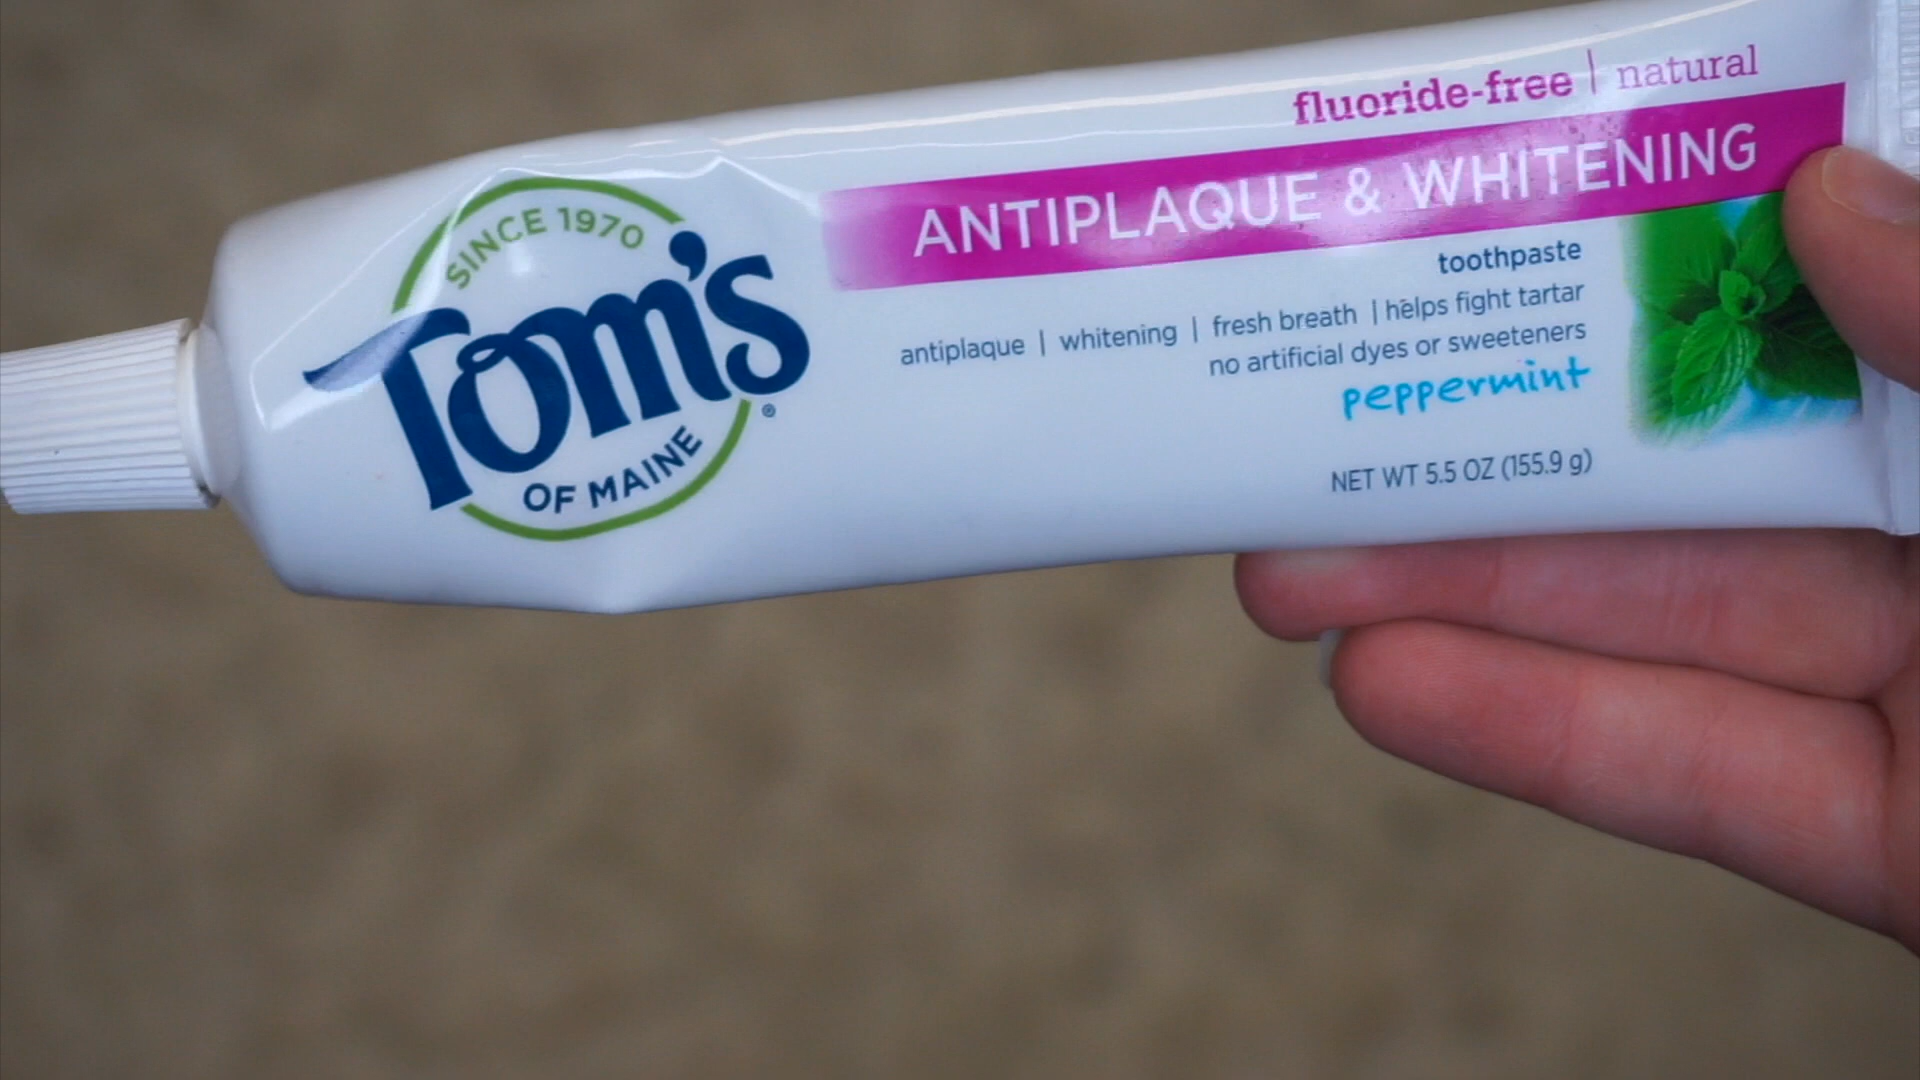 SINCE 1970
Tom's®
OF MAINE
fluoride-free | natural
ANTIPLAQUE & WHITENING
toothpaste
antiplaque | whitening | fresh breath | helps fight tartar
no artificial dyes or sweeteners
peppermint
NET WT 5.5 OZ (155.9 g)